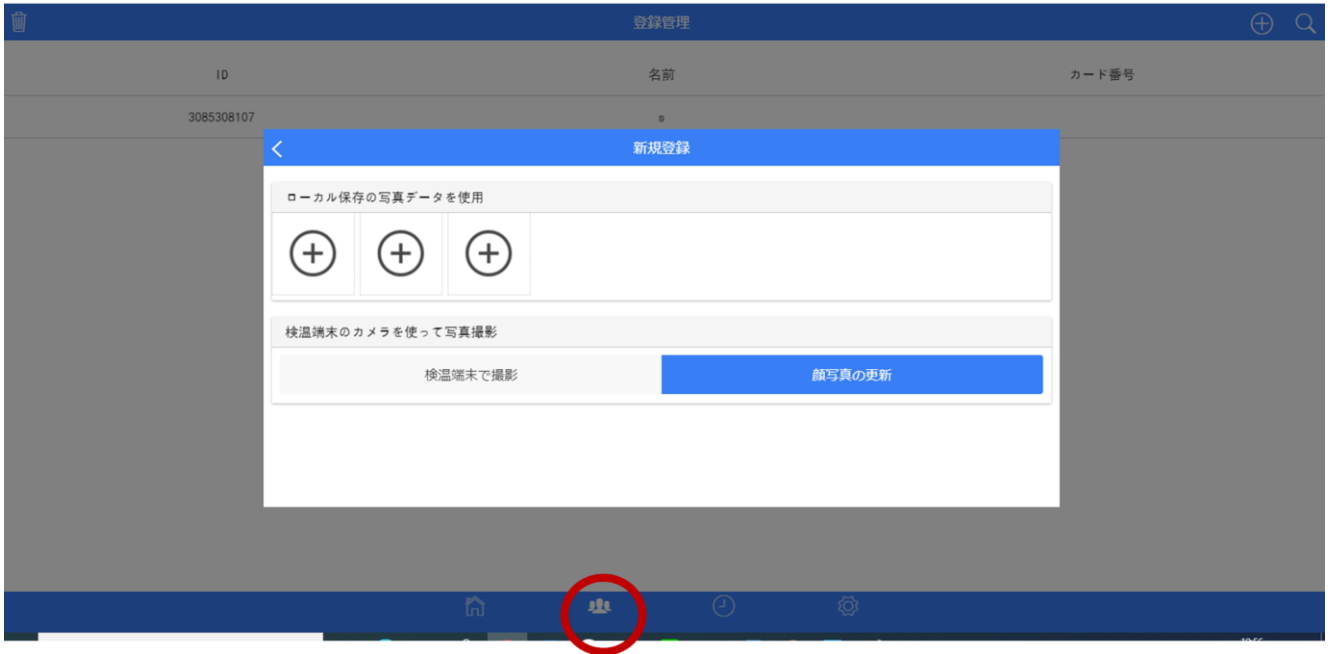 登録管理
ID 名前 カード番号
3085308107 s
新規登録
ローカル保存の写真データを使用
検温端末のカメラを使って写真撮影
検温端末で撮影 顔写真の更新